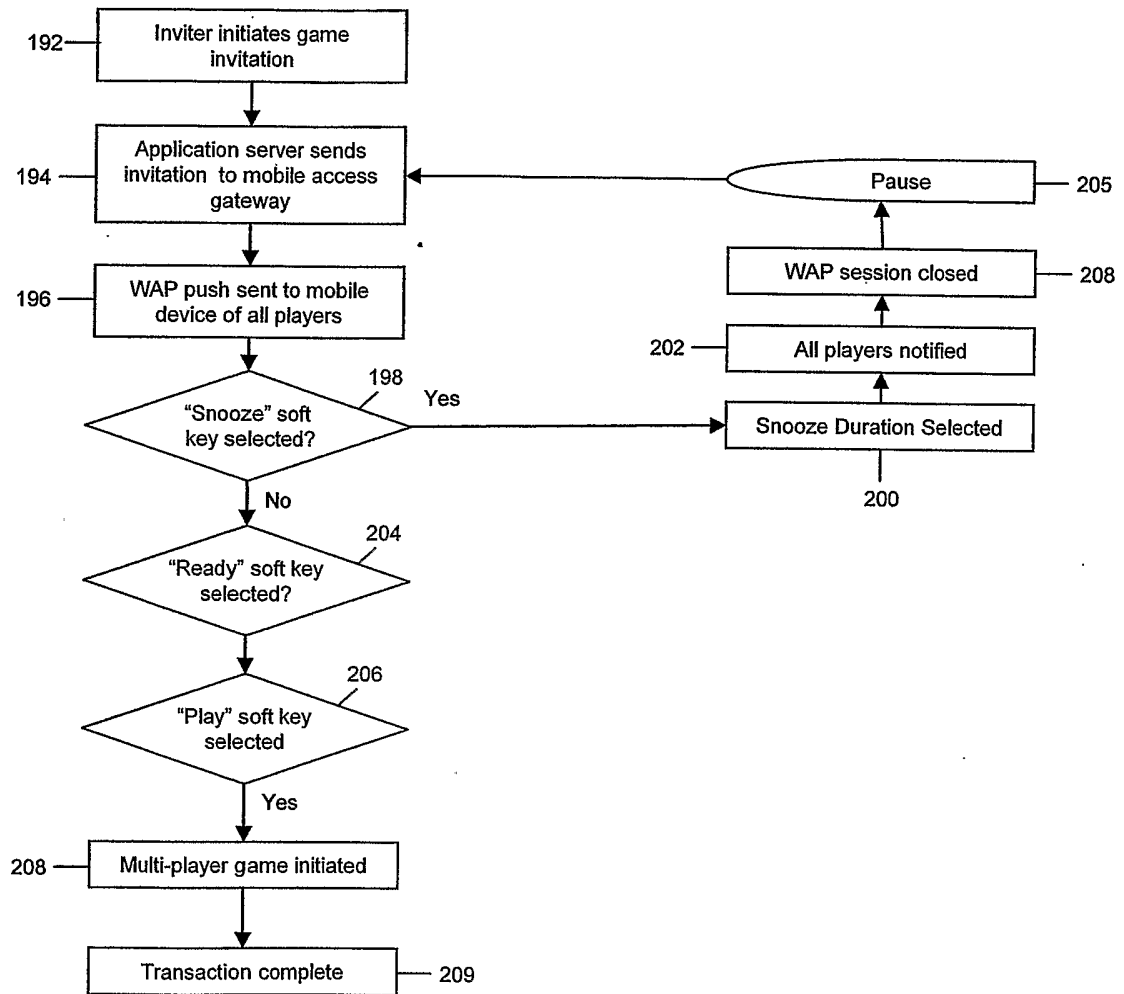 192
Inviter initiates game
invitation
194
Application server sends
invitation to mobile access
gateway
Pause
205
196
WAP push sent to mobile
device of all players
WAP session closed
208
202
All players notified
198
"Snooze" soft
key selected?
Yes
Snooze Duration Selected
200
No
204
"Ready" soft key
selected?
206
"Play" soft key
selected
Yes
208
Multi-player game initiated
Transaction complete
209